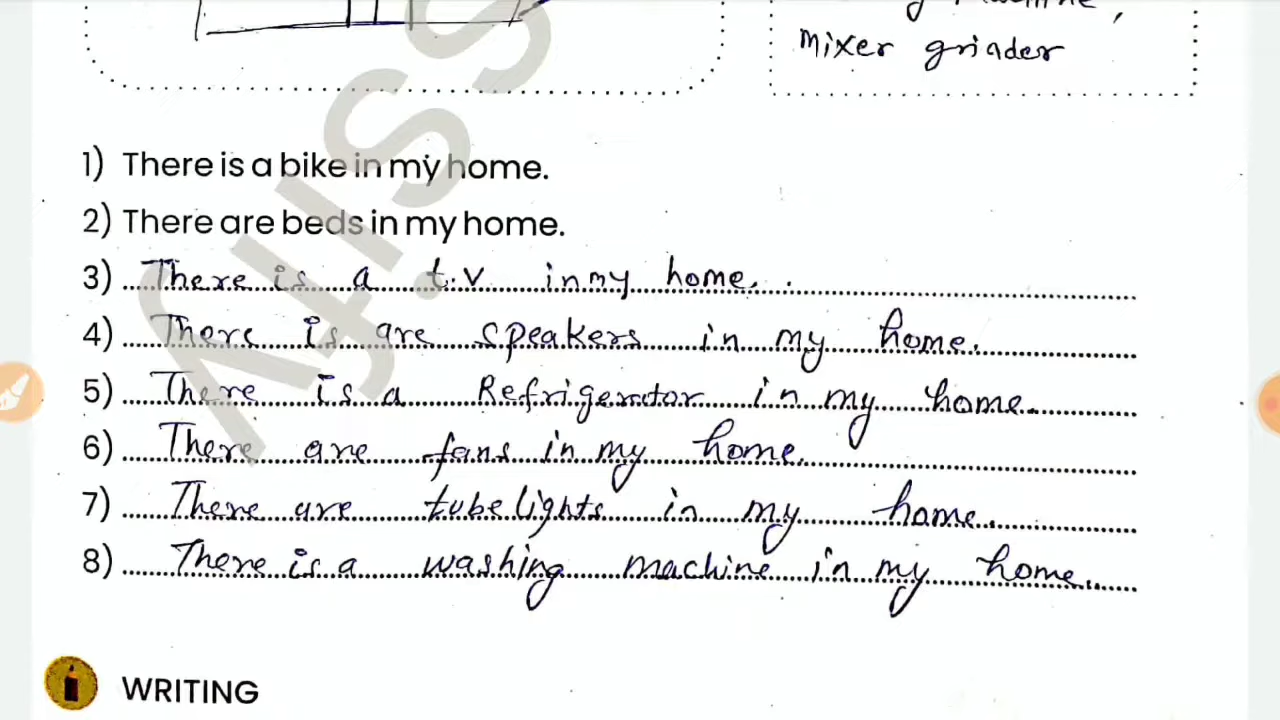 mixer grinder
1) There is a bike in my home.
2) There are beds in my home.
3) There is a t.v in my home.
4) There is are speakers in my home.
5) There is a Refrigerator in my home.
6) There are fans in my home.
7) There are tubelights in my home.
8) There is a washing machine in my home.
WRITING